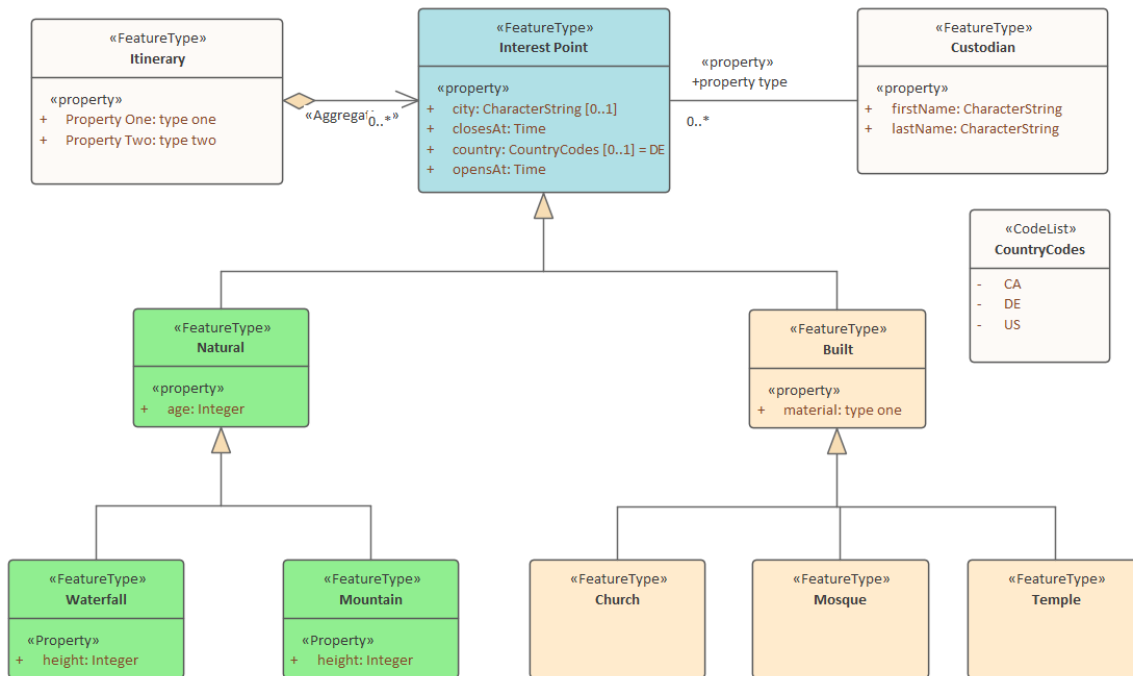 «FeatureType»
Itinerary
«property»
+ Property One: type one
+ Property Two: type two
«Aggregat
»
0..*
«FeatureType»
Interest Point
«property»
+ city: CharacterString [0..1]
+ closesAt: Time
+ country: CountryCodes [0..1] = DE
+ opensAt: Time
«property»
+property type
0..*
«FeatureType»
Custodian
«property»
+ firstName: CharacterString
+ lastName: CharacterString
«CodeList»
CountryCodes
- CA
- DE
- US
«FeatureType»
Natural
«property»
+ age: Integer
«FeatureType»
Built
«property»
+ material: type one
«FeatureType»
Waterfall
«Property»
+ height: Integer
«FeatureType»
Mountain
«Property»
+ height: Integer
«FeatureType»
Church
«FeatureType»
Mosque
«FeatureType»
Temple